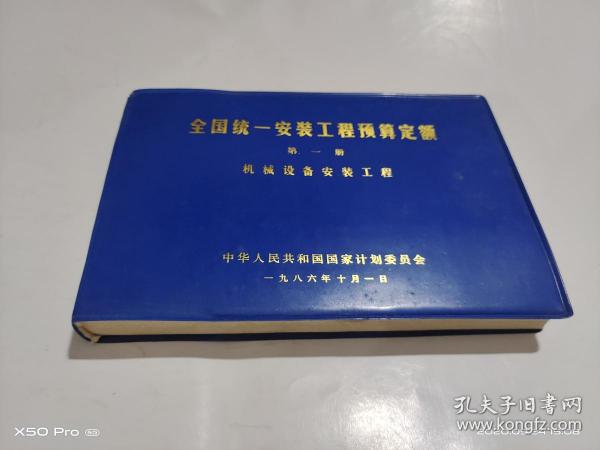 全国统一安装工程预算定额
第一册
机械设备安装工程
中华人民共和国国家计划委员会
一九八六年十月一日
X50 Pro 5G
孔夫子旧书网
www.kongfz.com